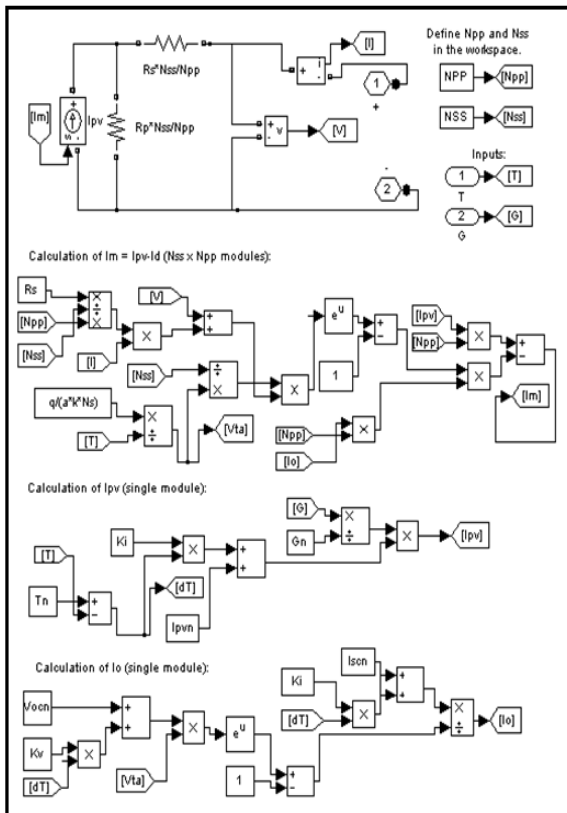 [I]
Define Npp and Nss
in the workspace.
Rs*Nss/Npp
+
-
i
1
+
NPP
[Npp]
[Im]
+
s
-
Ipv
Rp*Nss/Npp
+
-
v
[V]
NSS
[Nss]
-
2
Inputs:
1
[T]
T
2
[G]
G
Calculation of Im = Ipv-Id (Nss x Npp modules):
Rs
×
÷
×
[V]
+
+
e^u
+
-
[Ipv]
×
+
-
[Npp]
×
[Nss]
[I]
[Nss]
÷
×
×
1
[Npp]
×
q/(a*k*Ns)
×
÷
[Vta]
[Npp]
×
[Im]
[T]
[Io]
Calculation of Ipv (single module):
[G]
×
÷
×
[Ipv]
Ki
×
+
+
Gn
[T]
Tn
+
-
[dT]
Ipvn
Calculation of Io (single module):
Iscn
+
+
Vocn
+
+
Ki
×
×
÷
[Io]
×
e^u
[dT]
Kv
×
+
-
[dT]
[Vta]
1